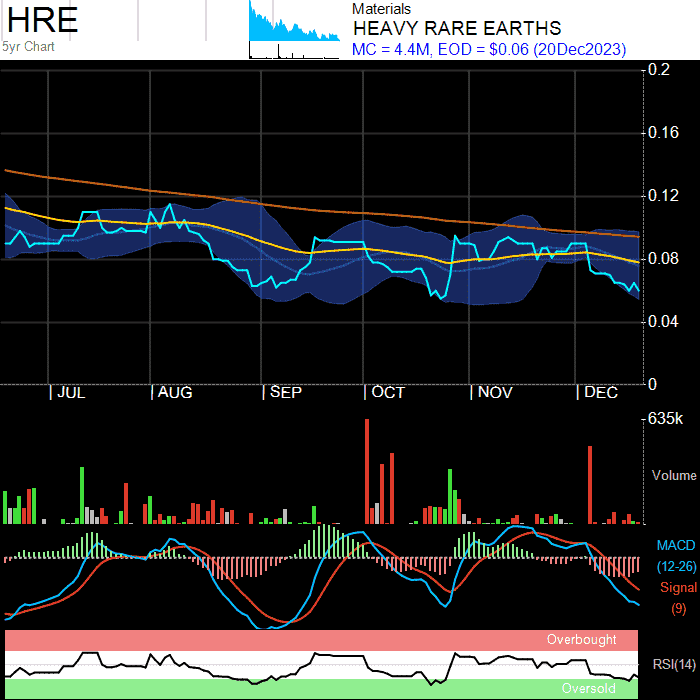 HRE
5yr Chart
Materials
HEAVY RARE EARTHS
MC = 4.4M, EOD = $0.06 (20Dec2023)
0.2
0.16
0.12
0.08
0.04
0
JUL AUG SEP OCT NOV DEC
635k
Volume
MACD
(12-26)
Signal
(9)
Overbought
RSI(14)
Oversold